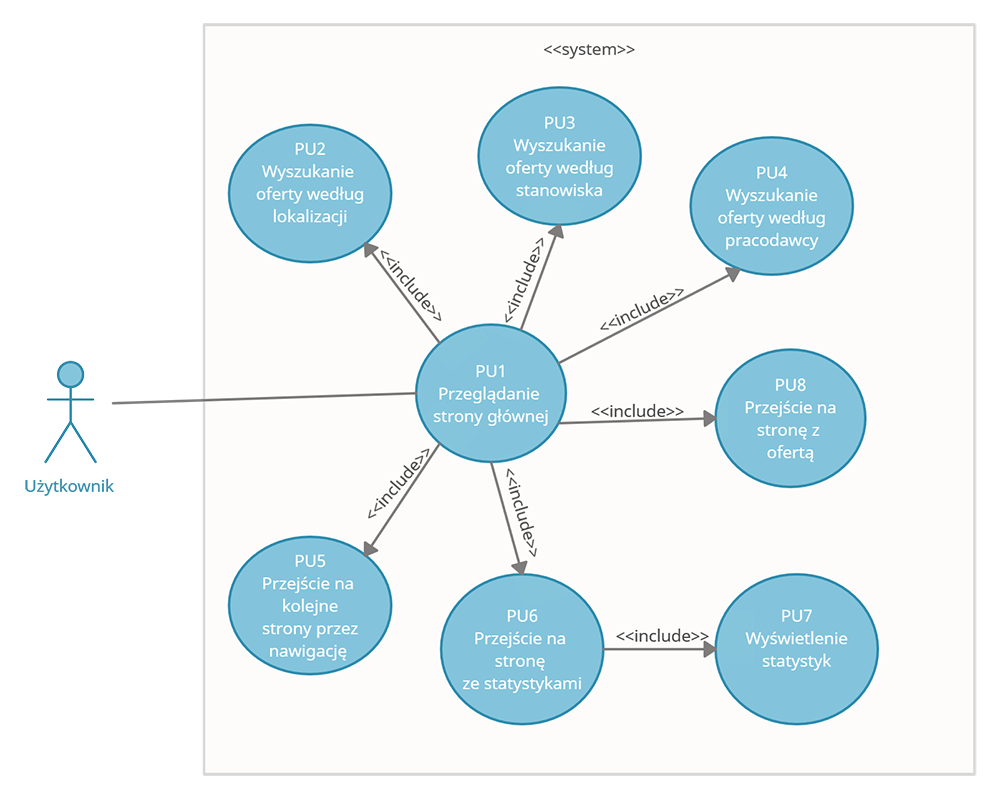 <<system>>
PU3
Wyszukanie
oferty według
stanowiska
PU2
Wyszukanie
oferty według
lokalizacji
PU4
Wyszukanie
oferty według
pracodawcy
<<include>>
<<include>>
<<include>>
PU1
Przeglądanie
strony głównej
<<include>>
PU8
Przejście na
stronę z
ofertą
Użytkownik
<<include>>
<<include>>
PU5
Przejście na
kolejne
strony przez
nawigację
PU6
Przejście na
stronę
ze statystykami
<<include>>
PU7
Wyświetlenie
statystyk